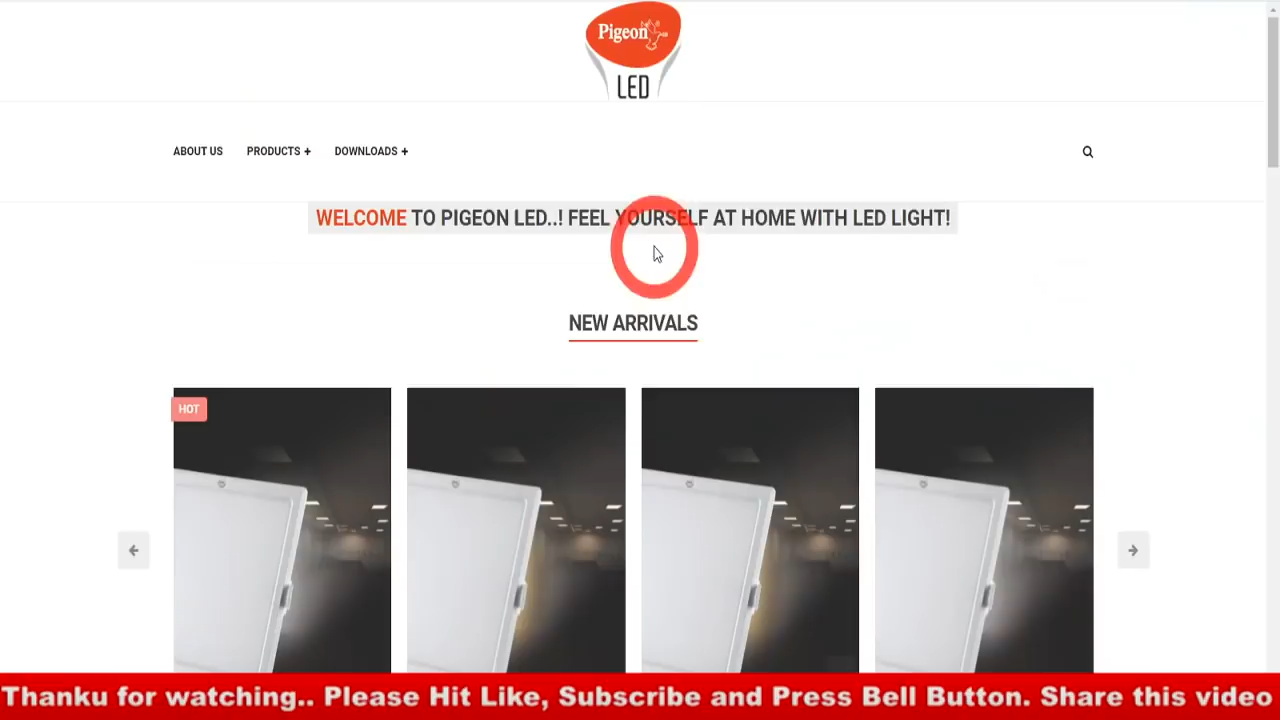 Pigeon
LED
ABOUT US
PRODUCTS +
DOWNLOADS +
WELCOME TO PIGEON LED..! FEEL YOURSELF AT HOME WITH LED LIGHT!
NEW ARRIVALS
HOT
Thanku for watching.. Please Hit Like, Subscribe and Press Bell Button. Share this video